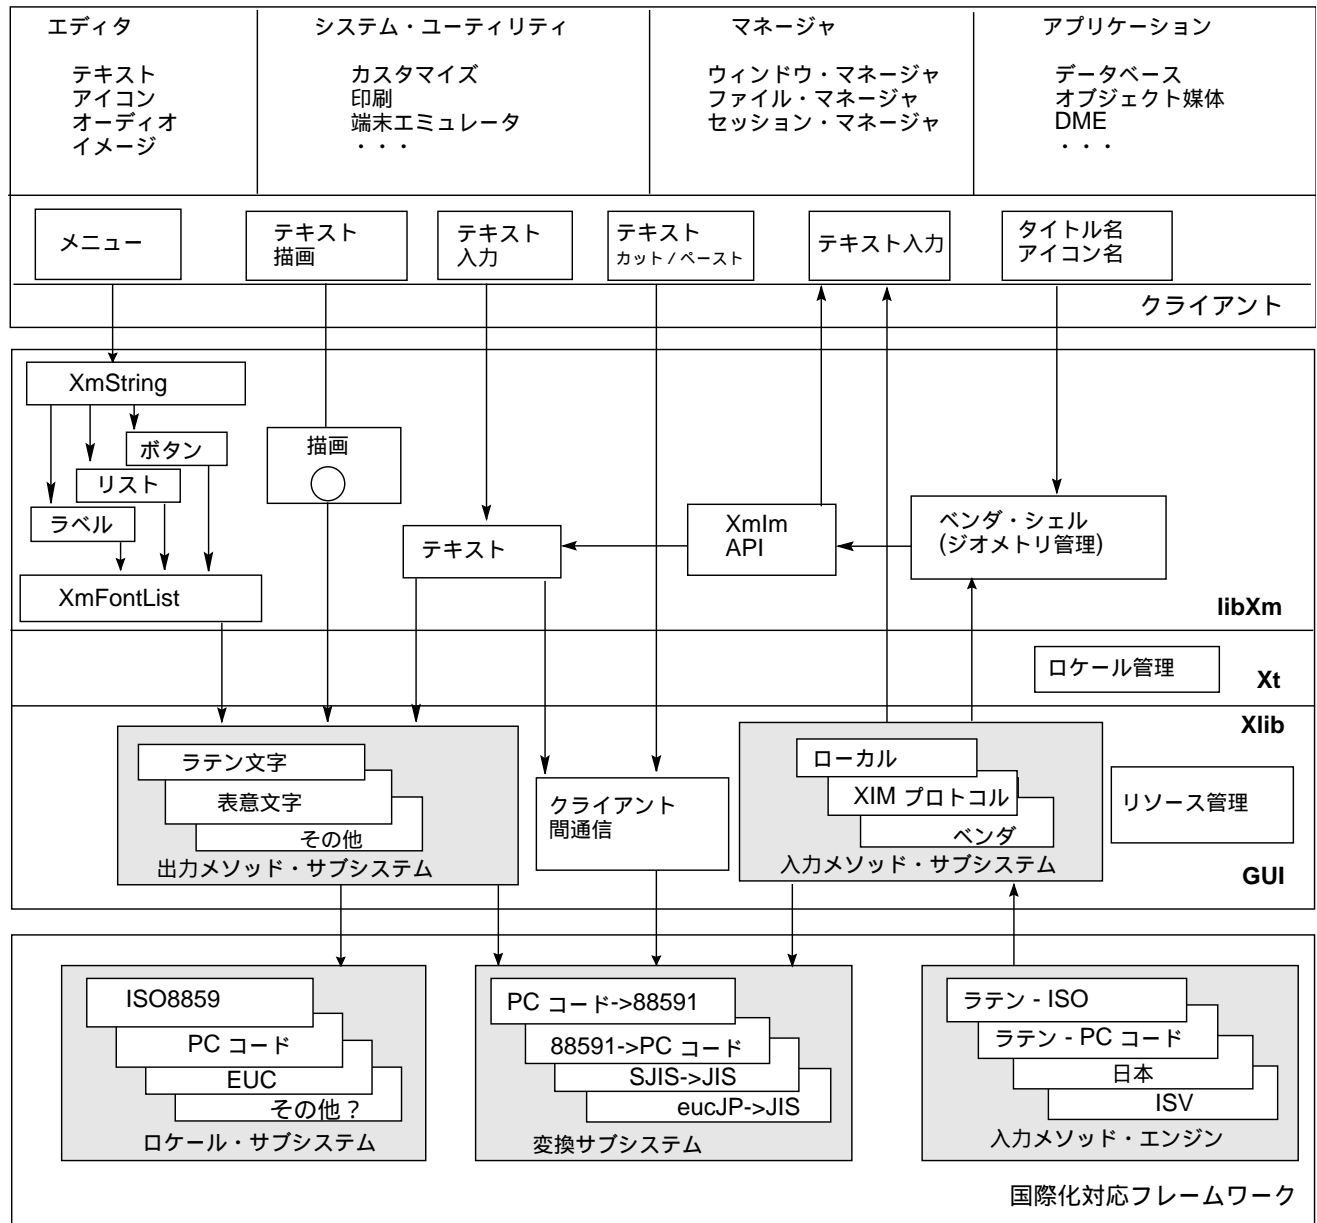 エディタ
テキスト
アイコン
オーディオ
イメージ
システム・ユーティリティ
カスタマイズ
印刷
端末エミュレータ
・・・
マネージャ
ウィンドウ・マネージャ
ファイル・マネージャ
セッション・マネージャ
アプリケーション
データベース
オブジェクト媒体
DME
・・・
メニュー
テキスト
描画
テキスト
入力
テキスト
カット / ペースト
テキスト入力
タイトル名
アイコン名
クライアント
XmString
ボタン
リスト
ラベル
XmFontList
描画
テキスト
XmIm
API
ベンダ・シェル
(ジオメトリ管理)
libXm
ロケール管理
Xt
Xlib
ラテン文字
表意文字
その他
出力メソッド・サブシステム
クライアント
間通信
ローカル
XIM プロトコル
ベンダ
入力メソッド・サブシステム
リソース管理
GUI
ISO8859
PC コード
EUC
その他？
ロケール・サブシステム
PC コード->88591
88591->PC コード
SJIS->JIS
eucJP->JIS
変換サブシステム
ラテン - ISO
ラテン - PC コード
日本
ISV
入力メソッド・エンジン
国際化対応フレームワーク